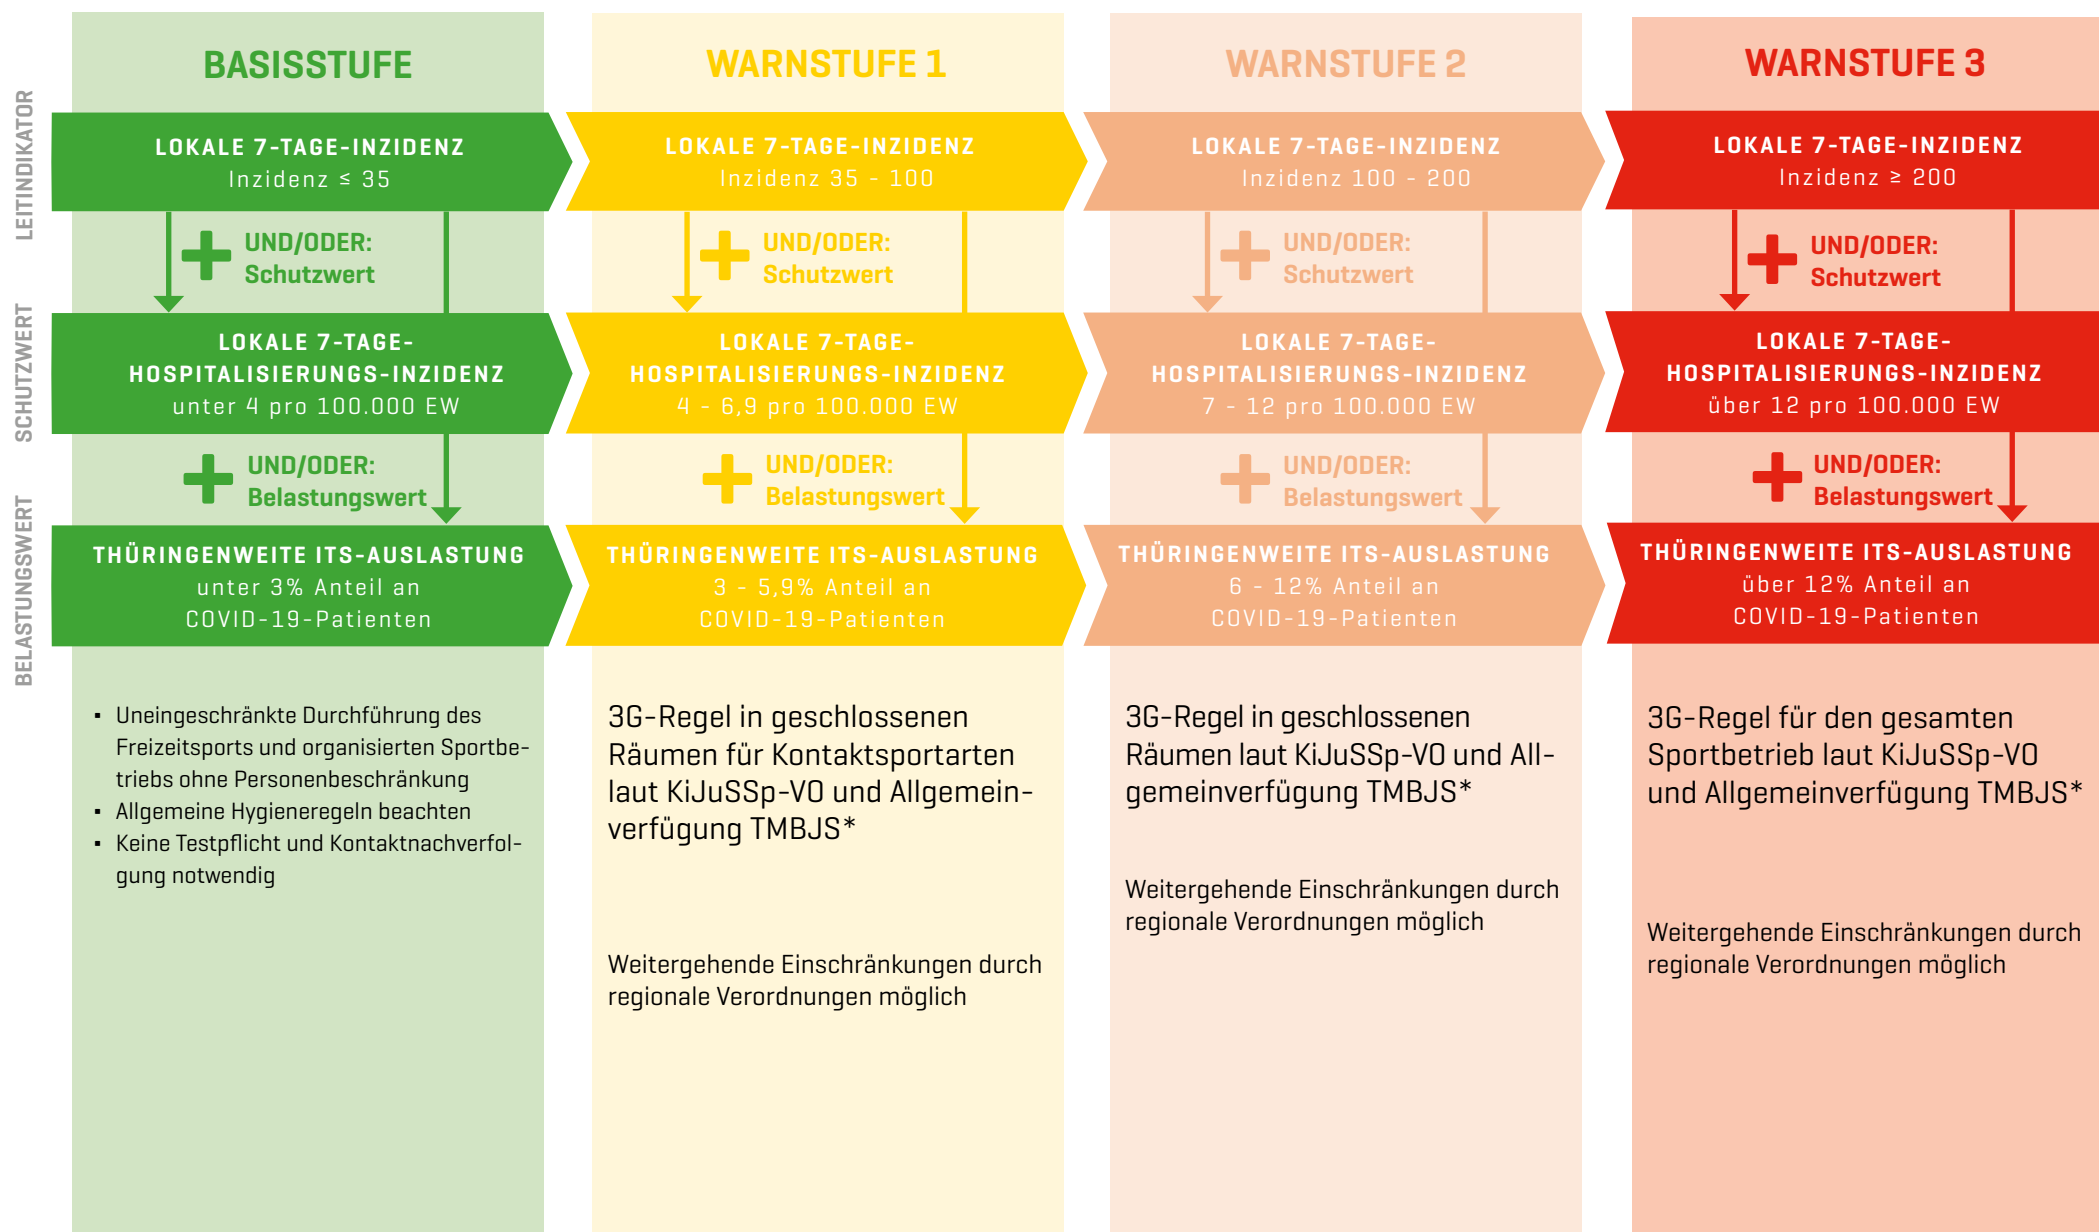 LEITINDIKATOR
SCHUTZWERT
BELASTUNGSWERT
BASISSTUFE
LOKALE 7-TAGE-INZIDENZ
Inzidenz ≤ 35
UND/ODER:
Schutzwert
LOKALE 7-TAGE-
HOSPITALISIERUNGS-INZIDENZ
unter 4 pro 100.000 EW
UND/ODER:
Belastungswert
THÜRINGENWEITE ITS-AUSLASTUNG
unter 3% Anteil an
COVID-19-Patienten
▪ Uneingeschränkte Durchführung des
Freizeitsports und organisierten Sportbe-
triebs ohne Personenbeschränkung
▪ Allgemeine Hygieneregeln beachten
▪ Keine Testpflicht und Kontaktnachverfol-
gung notwendig
WARNSTUFE 1
LOKALE 7-TAGE-INZIDENZ
Inzidenz 35 - 100
UND/ODER:
Schutzwert
LOKALE 7-TAGE-
HOSPITALISIERUNGS-INZIDENZ
4 - 6,9 pro 100.000 EW
UND/ODER:
Belastungswert
THÜRINGENWEITE ITS-AUSLASTUNG
3 - 5,9% Anteil an
COVID-19-Patienten
3G-Regel in geschlossenen
Räumen für Kontaktsportarten
laut KiJuSSp-VO und Allgemein-
verfügung TMBJS*
Weitergehende Einschränkungen durch
regionale Verordnungen möglich
WARNSTUFE 2
LOKALE 7-TAGE-INZIDENZ
Inzidenz 100 - 200
UND/ODER:
Schutzwert
LOKALE 7-TAGE-
HOSPITALISIERUNGS-INZIDENZ
7 - 12 pro 100.000 EW
UND/ODER:
Belastungswert
THÜRINGENWEITE ITS-AUSLASTUNG
6 - 12% Anteil an
COVID-19-Patienten
3G-Regel in geschlossenen
Räumen laut KiJuSSp-VO und All-
gemeinverfügung TMBJS*
Weitergehende Einschränkungen durch
regionale Verordnungen möglich
WARNSTUFE 3
LOKALE 7-TAGE-INZIDENZ
Inzidenz ≥ 200
UND/ODER:
Schutzwert
LOKALE 7-TAGE-
HOSPITALISIERUNGS-INZIDENZ
über 12 pro 100.000 EW
UND/ODER:
Belastungswert
THÜRINGENWEITE ITS-AUSLASTUNG
über 12% Anteil an
COVID-19-Patienten
3G-Regel für den gesamten
Sportbetrieb laut KiJuSSp-VO
und Allgemeinverfügung TMBJS*
Weitergehende Einschränkungen durch
regionale Verordnungen möglich